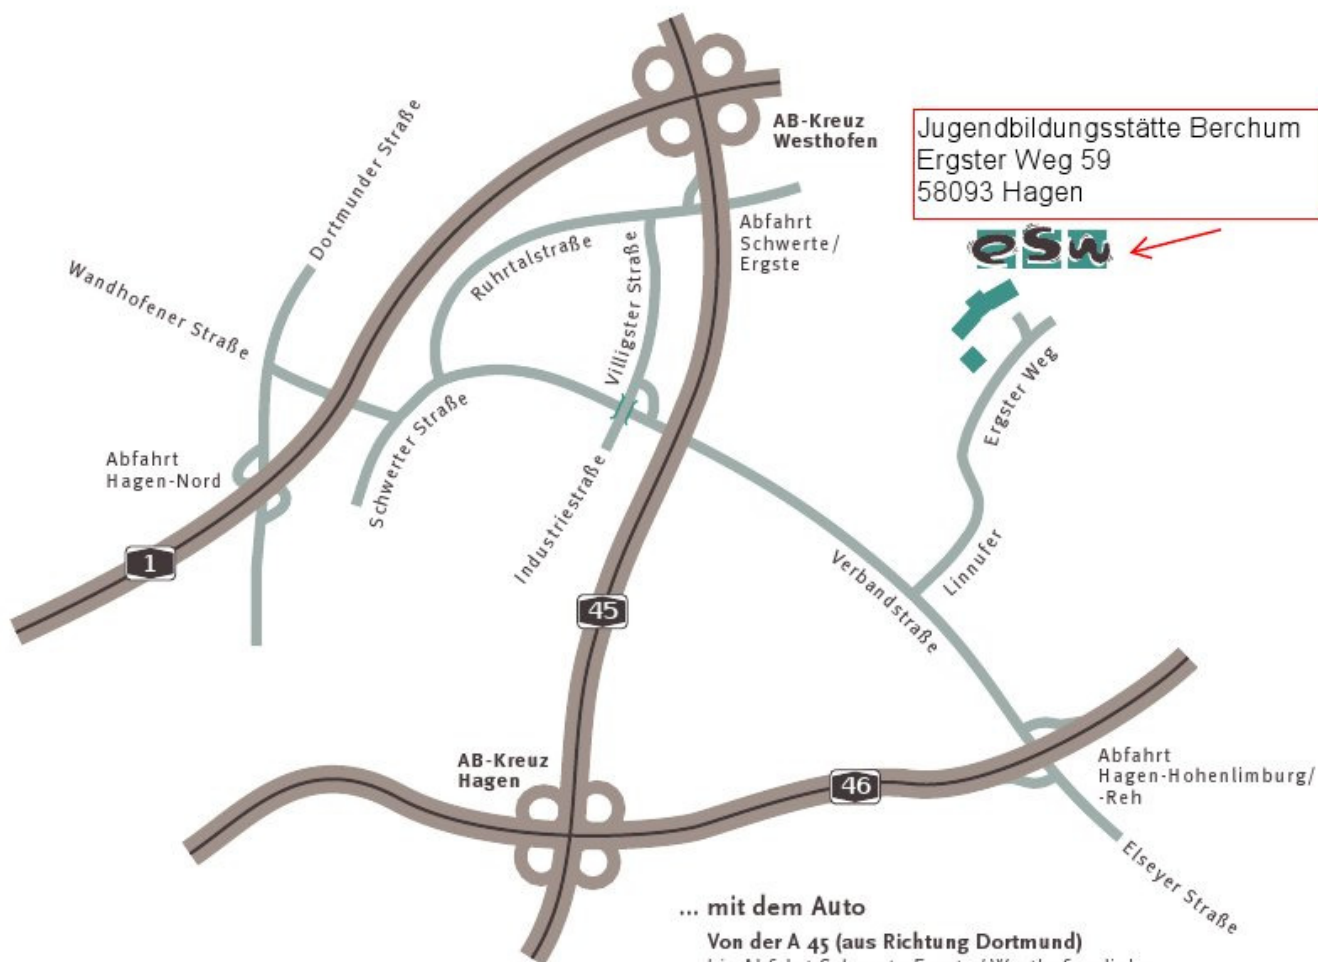 AB-Kreuz
Westhofen
Jugendbildungsstätte Berchum
Ergster Weg 59
58093 Hagen
esw
Dortmunder Straße
Wandhofener Straße
Ruhrtalstraße
Villigster Straße
Abfahrt
Schwerte/
Ergste
Ergster Weg
Schwerter Straße
Abfahrt
Hagen-Nord
Industriestraße
1
45
Verbandstraße
Linnufer
AB-Kreuz
Hagen
46
Abfahrt
Hagen-Hohenlimburg/
-Reh
Elseyer Straße
... mit dem Auto
Von der A 45 (aus Richtung Dortmund)